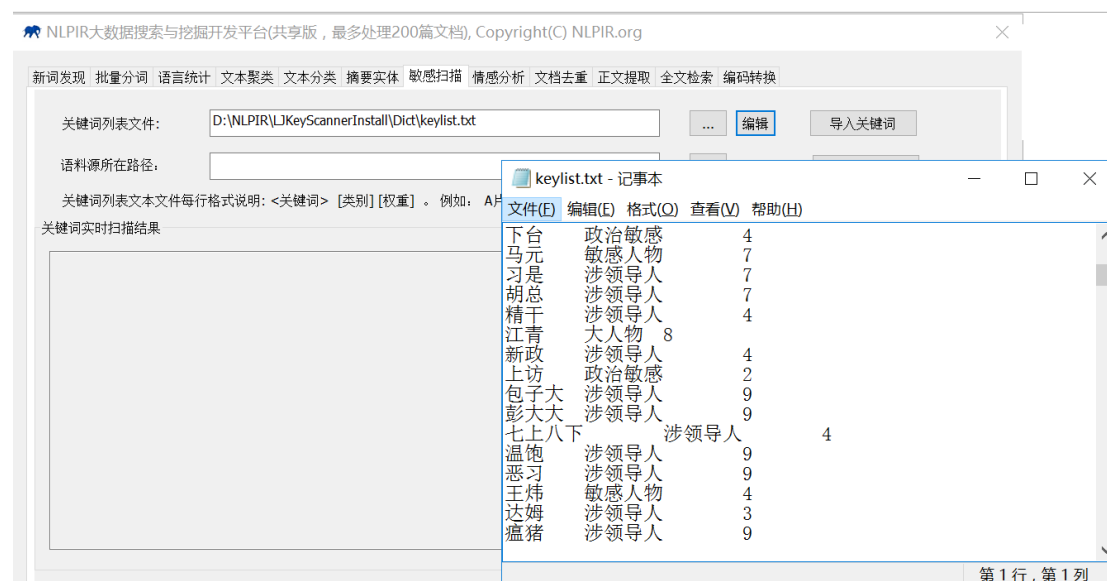 NLPIR大数据搜索与挖掘开发平台(共享版，最多处理200篇文档), Copyright(C) NLPIR.org
新词发现 批量分词 语言统计 文本聚类 文本分类 摘要实体 敏感扫描 情感分析 文档去重 正文提取 全文检索 编码转换
关键词列表文件: D:\NLPIR\LJKeyScannerInstall\Dict\keylist.txt ... 编辑 导入关键词
语料源所在路径:
关键词列表文本文件每行格式说明: <关键词> [类别][权重] 。例如: A片
关键词实时扫描结果
keylist.txt - 记事本
文件(F) 编辑(E) 格式(O) 查看(V) 帮助(H)
下台 政治敏感 4
马元 敏感人物 7
习是 涉领导人 7
胡总 涉领导人 7
精干 涉领导人 4
江青 大人物 8
新政 涉领导人 4
上访 政治敏感 2
包子大 涉领导人 9
彭大大 涉领导人 9
七上八下 涉领导人 4
温饱 涉领导人 9
恶习 涉领导人 9
王炜 敏感人物 4
达姆 涉领导人 3
瘟猪 涉领导人 9
第 1 行，第 1 列